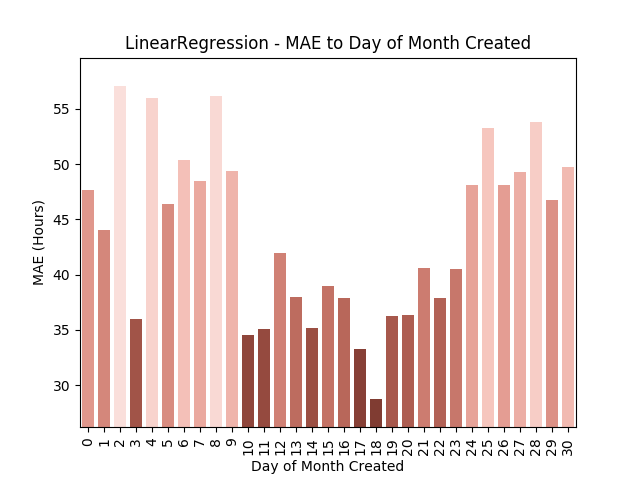 LinearRegression - MAE to Day of Month Created
MAE (Hours)
55
50
45
40
35
30
0 1 2 3 4 5 6 7 8 9 10 11 12 13 14 15 16 17 18 19 20 21 22 23 24 25 26 27 28 29 30
Day of Month Created